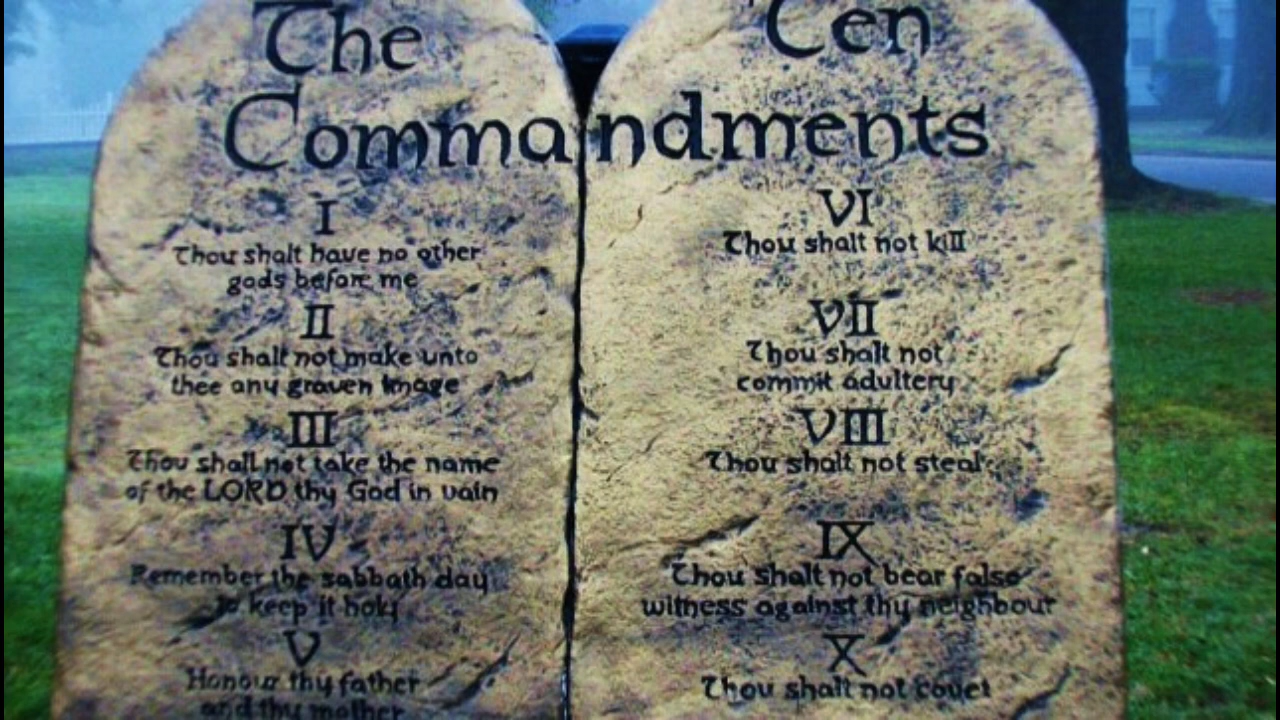 The Ten
Commandments
I
Thou shalt have no other
gods before me
II
Thou shalt not make unto
thee any graven image
III
Thou shalt not take the name
of the LORD thy God in vain
IV
Remember the sabbath day
to keep it holy
V
Honour thy father
and thy mother
VI
Thou shalt not kill
VII
Thou shalt not
commit adultery
VIII
Thou shalt not steal
IX
Thou shalt not bear false
witness against thy neighbour
X
Thou shalt not covet